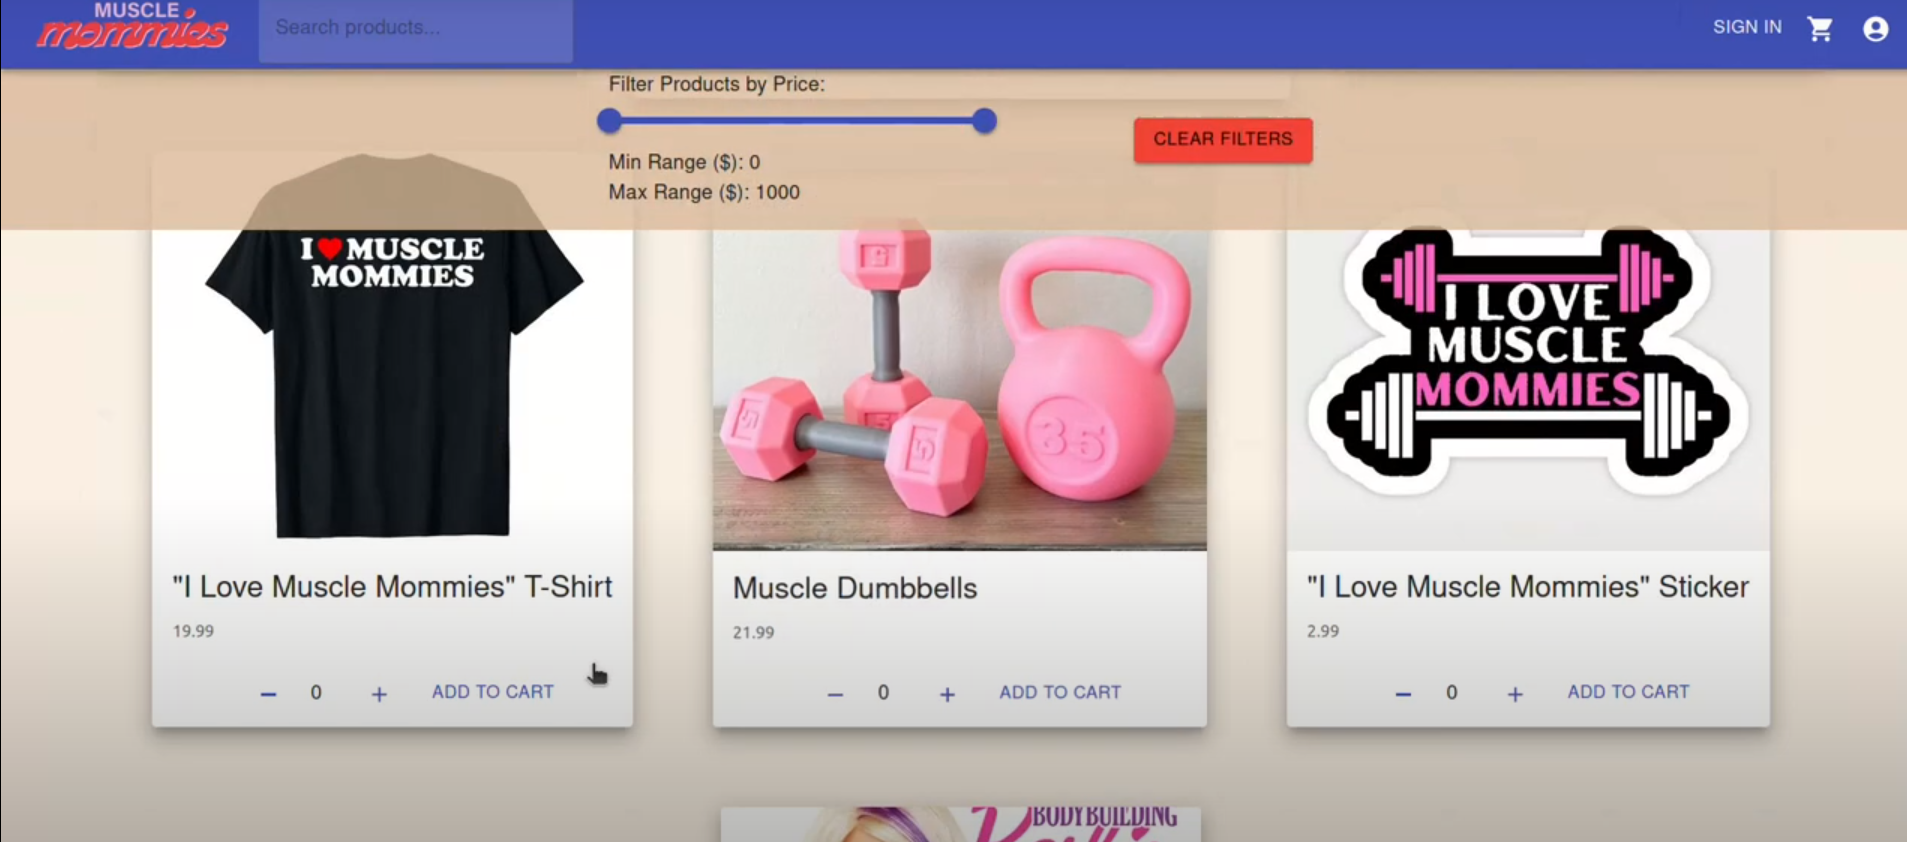 MUSCLE
mommies
Search products...
SIGN IN
Filter Products by Price:
CLEAR FILTERS
Min Range ($): 0
Max Range ($): 1000
I ♥ MUSCLE
MOMMIES
5
5
5
5
35
I LOVE
MUSCLE
MOMMIES
"I Love Muscle Mommies" T-Shirt
19.99
− 0 + ADD TO CART
Muscle Dumbbells
21.99
− 0 + ADD TO CART
"I Love Muscle Mommies" Sticker
2.99
− 0 + ADD TO CART
BODYBUILDING